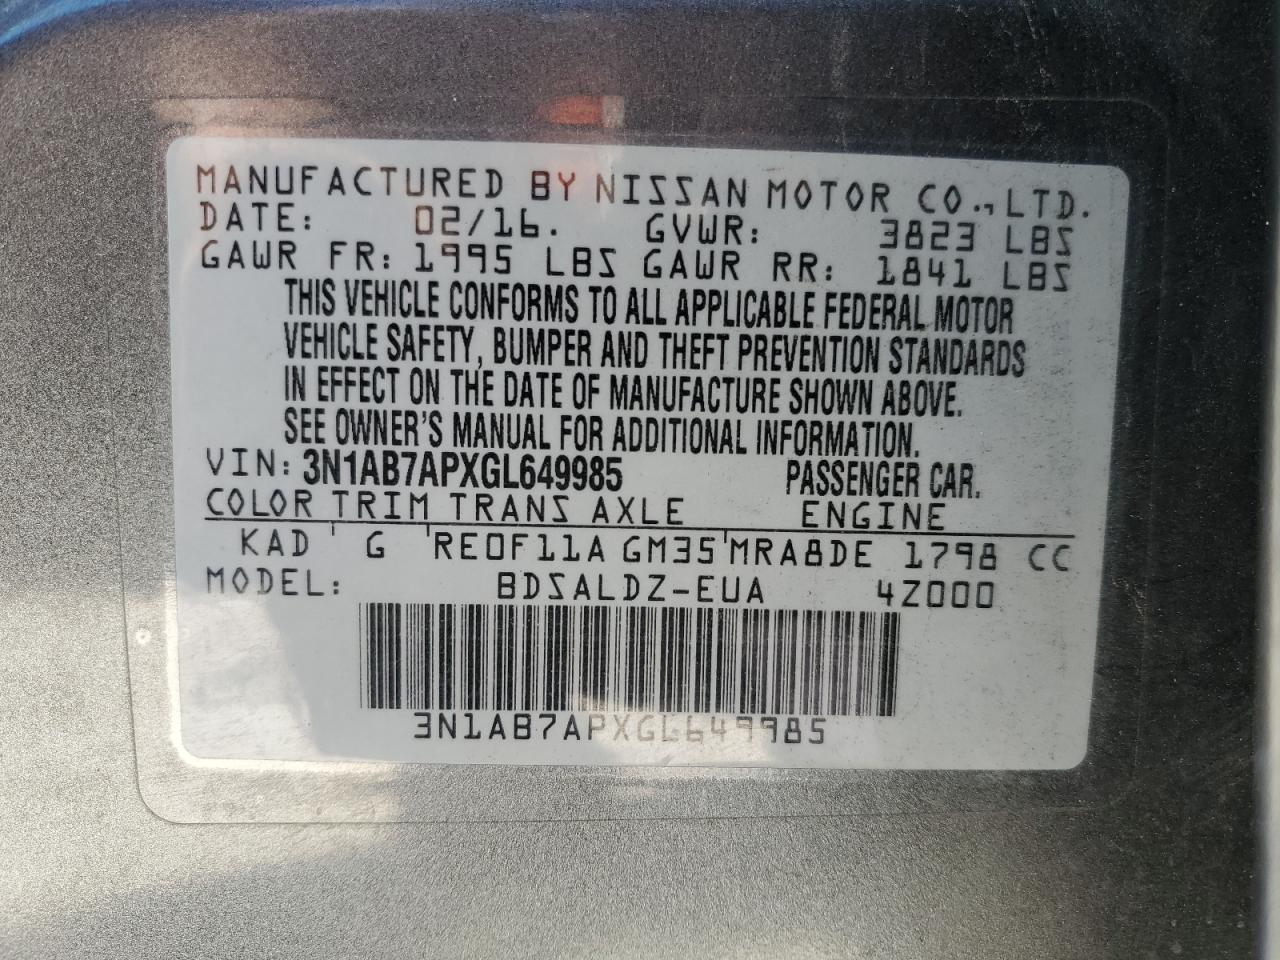 MANUFACTURED BY NISSAN MOTOR CO., LTD.
DATE: 02/16. GVWR: 3823 LBS
GAWR FR: 1995 LBS GAWR RR: 1841 LBS
THIS VEHICLE CONFORMS TO ALL APPLICABLE FEDERAL MOTOR
VEHICLE SAFETY, BUMPER AND THEFT PREVENTION STANDARDS
IN EFFECT ON THE DATE OF MANUFACTURE SHOWN ABOVE.
SEE OWNER'S MANUAL FOR ADDITIONAL INFORMATION.
VIN: 3N1AB7APXGL649985 PASSENGER CAR.
COLOR TRIM TRANS AXLE ENGINE
KAD G RE0F11A GM35 MRA8DE 1798 CC
MODEL: BDSALDZ-EUA 4Z000
3N1AB7APXGL649985